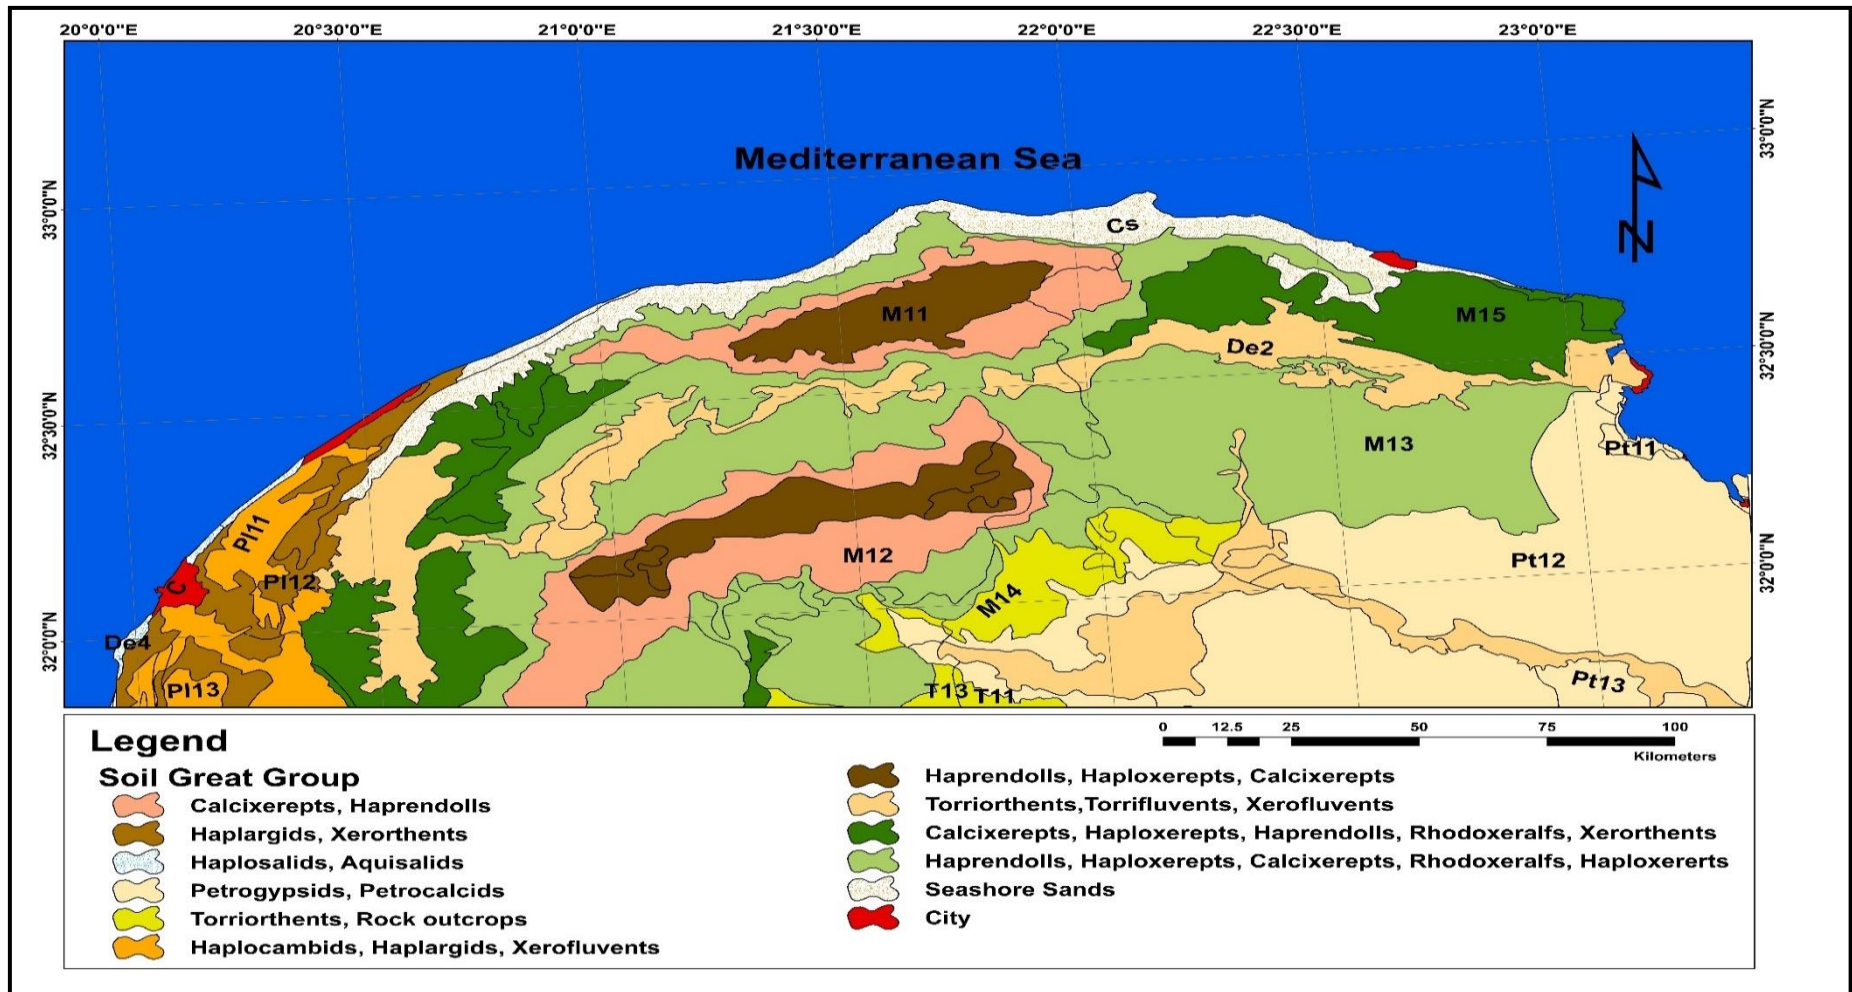 20°0'0"E 20°30'0"E 21°0'0"E 21°30'0"E 22°0'0"E 22°30'0"E 23°0'0"E
33°0'0"N
33°0'0"N
Mediterranean Sea
N
Cs
M11
M15
32°30'0"N
De2
32°30'0"N
M13
Pt11
Pl11
M12
Pt12
C
Pl12
M14
32°0'0"N
De4
32°0'0"N
Pl13
T13
T11
Pt13
Legend
0 12.5 25 50 75 100
Kilometers
Soil Great Group
Calcixerepts, Haprendolls
Haplargids, Xerorthents
Haplosalids, Aquisalids
Petrogypsids, Petrocalcids
Torriorthents, Rock outcrops
Haplocambids, Haplargids, Xerofluvents
Haprendolls, Haploxerepts, Calcixerepts
Torriorthents,Torrifluvents, Xerofluvents
Calcixerepts, Haploxerepts, Haprendolls, Rhodoxeralfs, Xerorthents
Haprendolls, Haploxerepts, Calcixerepts, Rhodoxeralfs, Haploxererts
Seashore Sands
City